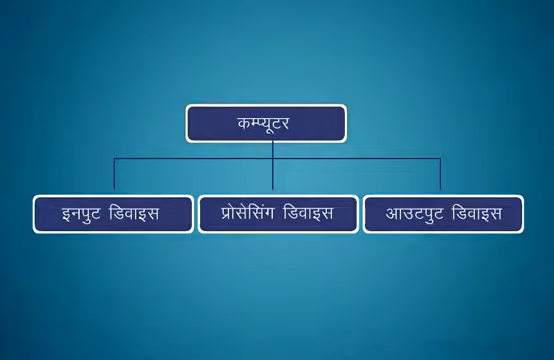 कम्प्यूटर
इनपुट डिवाइस
प्रोसेसिंग डिवाइस
आउटपुट डिवाइस